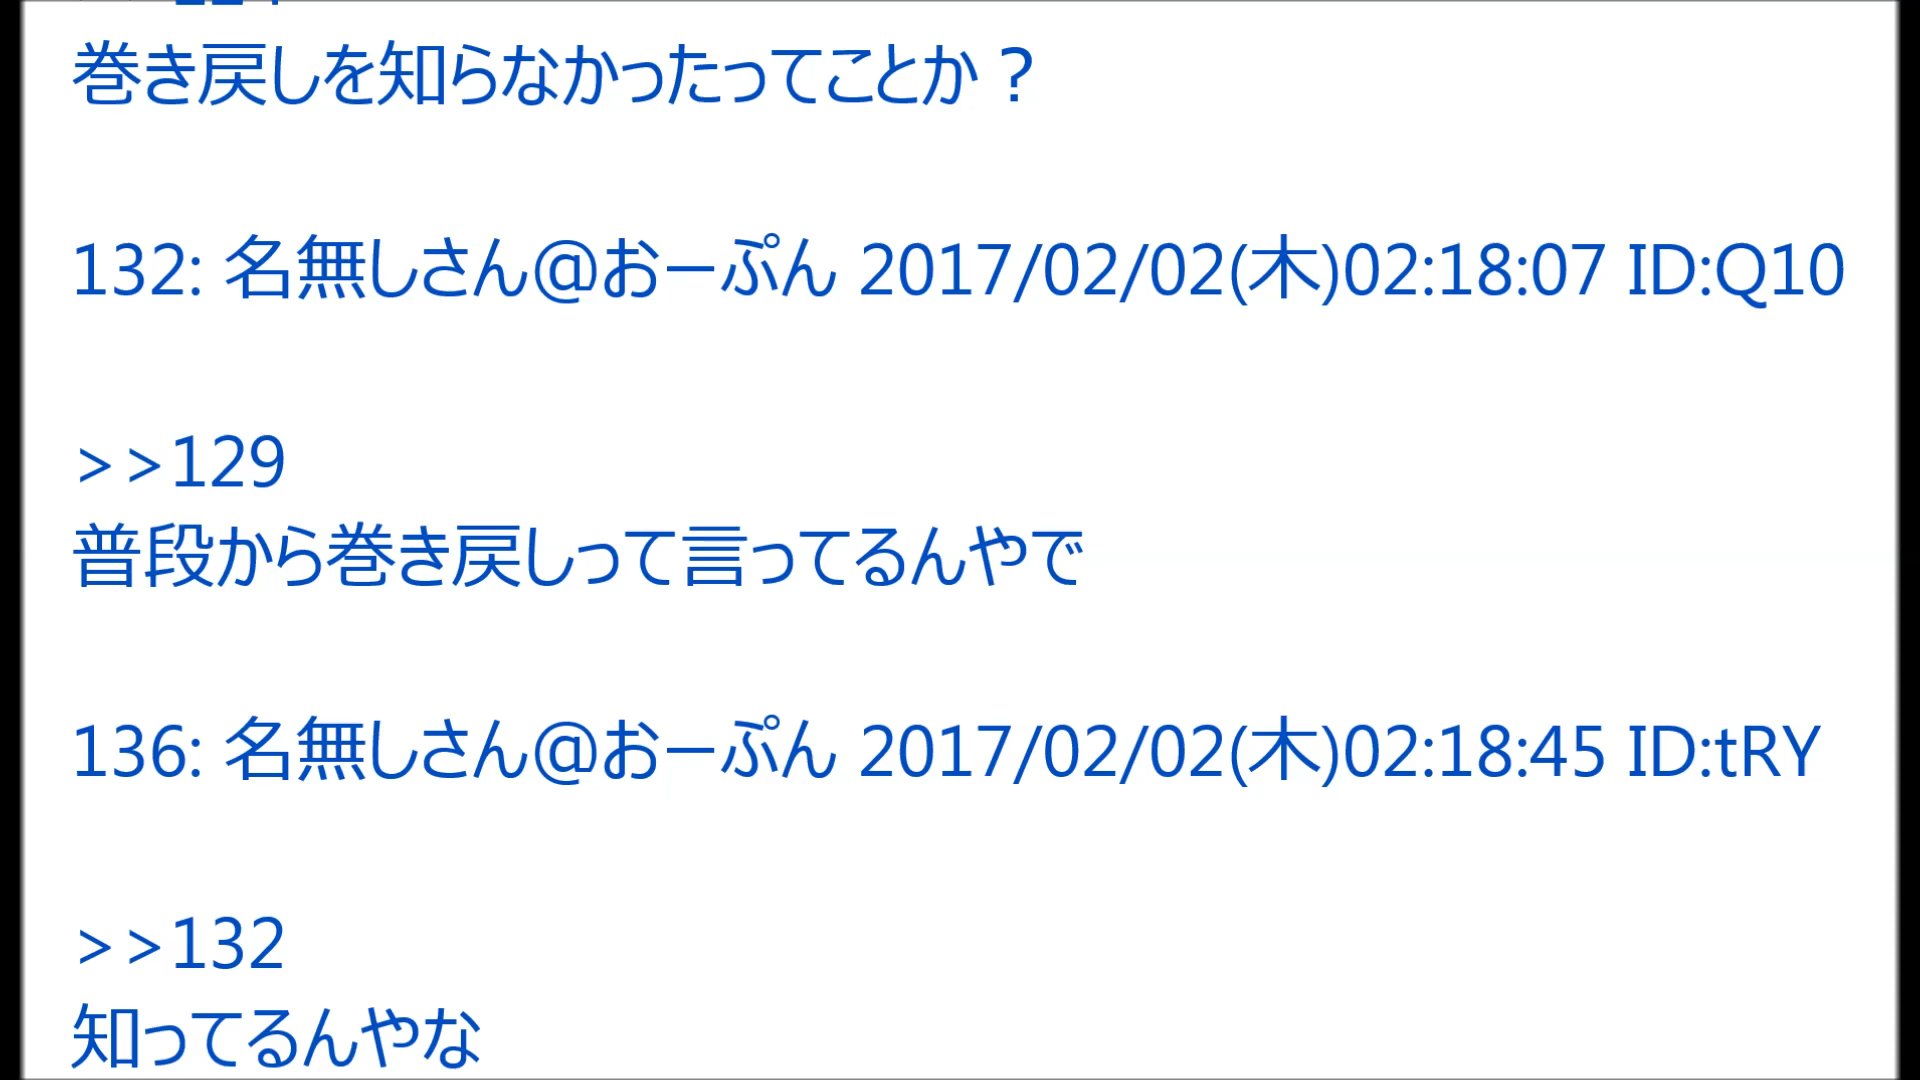 巻き戻しを知らなかったってことか？
132: 名無しさん@おーぷん 2017/02/02(木)02:18:07 ID:Q10
>>129
普段から巻き戻しって言ってるんやで
136: 名無しさん@おーぷん 2017/02/02(木)02:18:45 ID:tRY
>>132
知ってるんやな